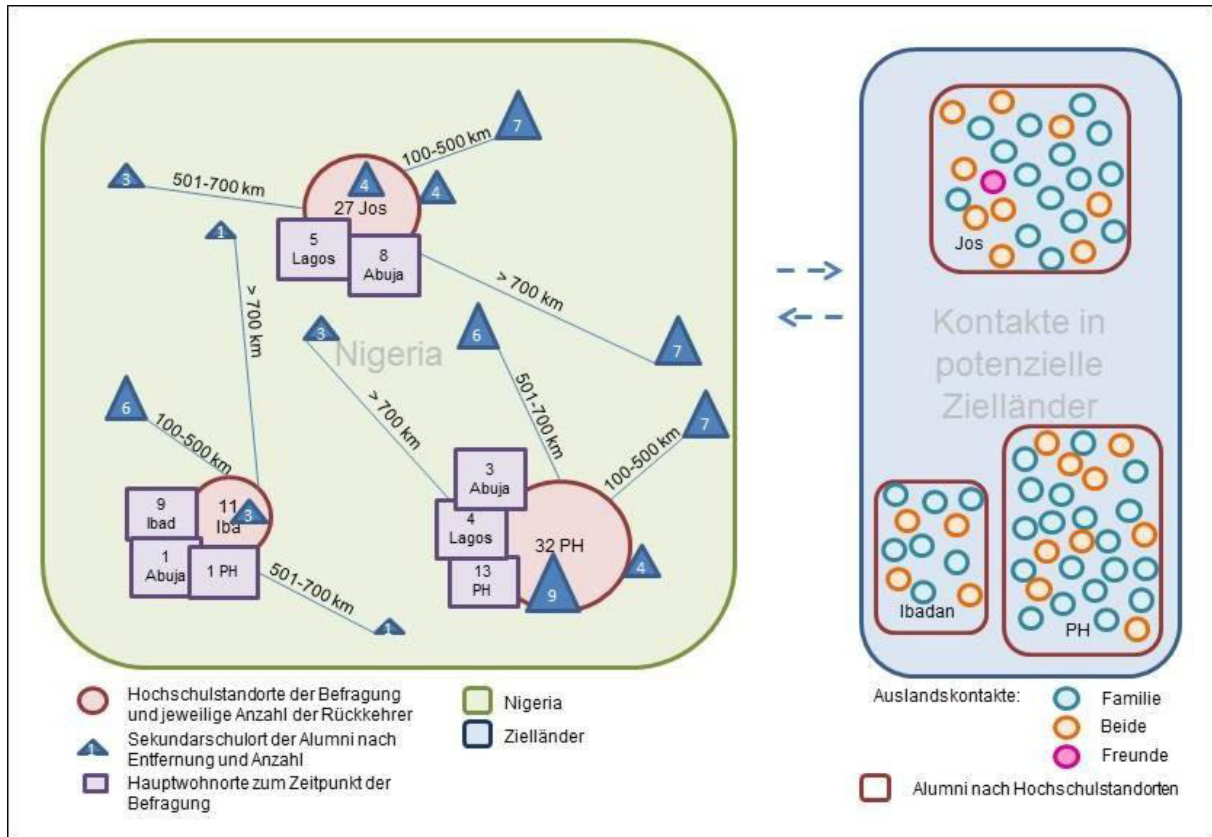 7
100-500 km
3
501-700 km
4
4
27 Jos
1
5
Lagos
8
Abuja
> 700 km
> 700 km
3
Nigeria
6
7
> 700 km
501-700 km
7
6
100-500 km
100-500 km
3
Abuja
9
Ibad
11
Iba
3
4
Lagos
32 PH
1
Abuja
1 PH
13
PH
9
4
501-700 km
1
Jos
Kontakte in
potenzielle
Zielländer
Ibadan
PH
Hochschulstandorte der Befragung
und jeweilige Anzahl der Rückkehrer
1
Sekundarschulort der Alumni nach
Entfernung und Anzahl
Hauptwohnorte zum Zeitpunkt der
Befragung
Nigeria
Zielländer
Auslandskontakte:
Familie
Beide
Freunde
Alumni nach Hochschulstandorten